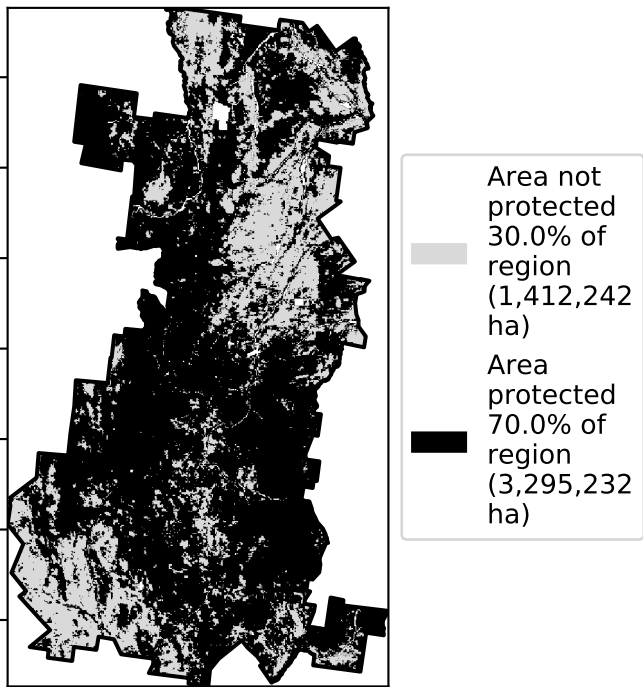 Area not
protected
30.0% of
region
(1,412,242
ha)
Area
protected
70.0% of
region
(3,295,232
ha)